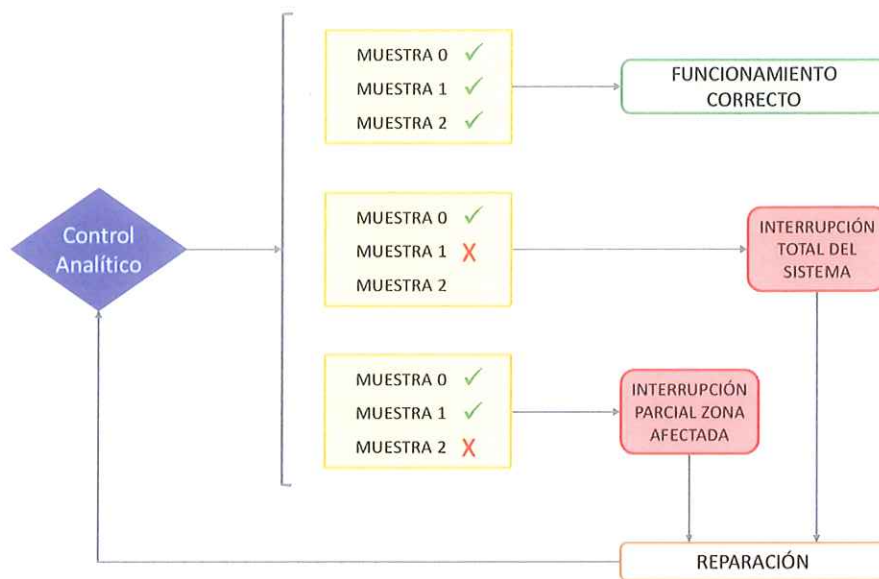 Control
Analítico
MUESTRA 0 ✓
MUESTRA 1 ✓
MUESTRA 2 ✓
FUNCIONAMIENTO
CORRECTO
MUESTRA 0 ✓
MUESTRA 1 X
MUESTRA 2
INTERRUPCIÓN
TOTAL DEL
SISTEMA
MUESTRA 0 ✓
MUESTRA 1 ✓
MUESTRA 2 X
INTERRUPCIÓN
PARCIAL ZONA
AFECTADA
REPARACIÓN